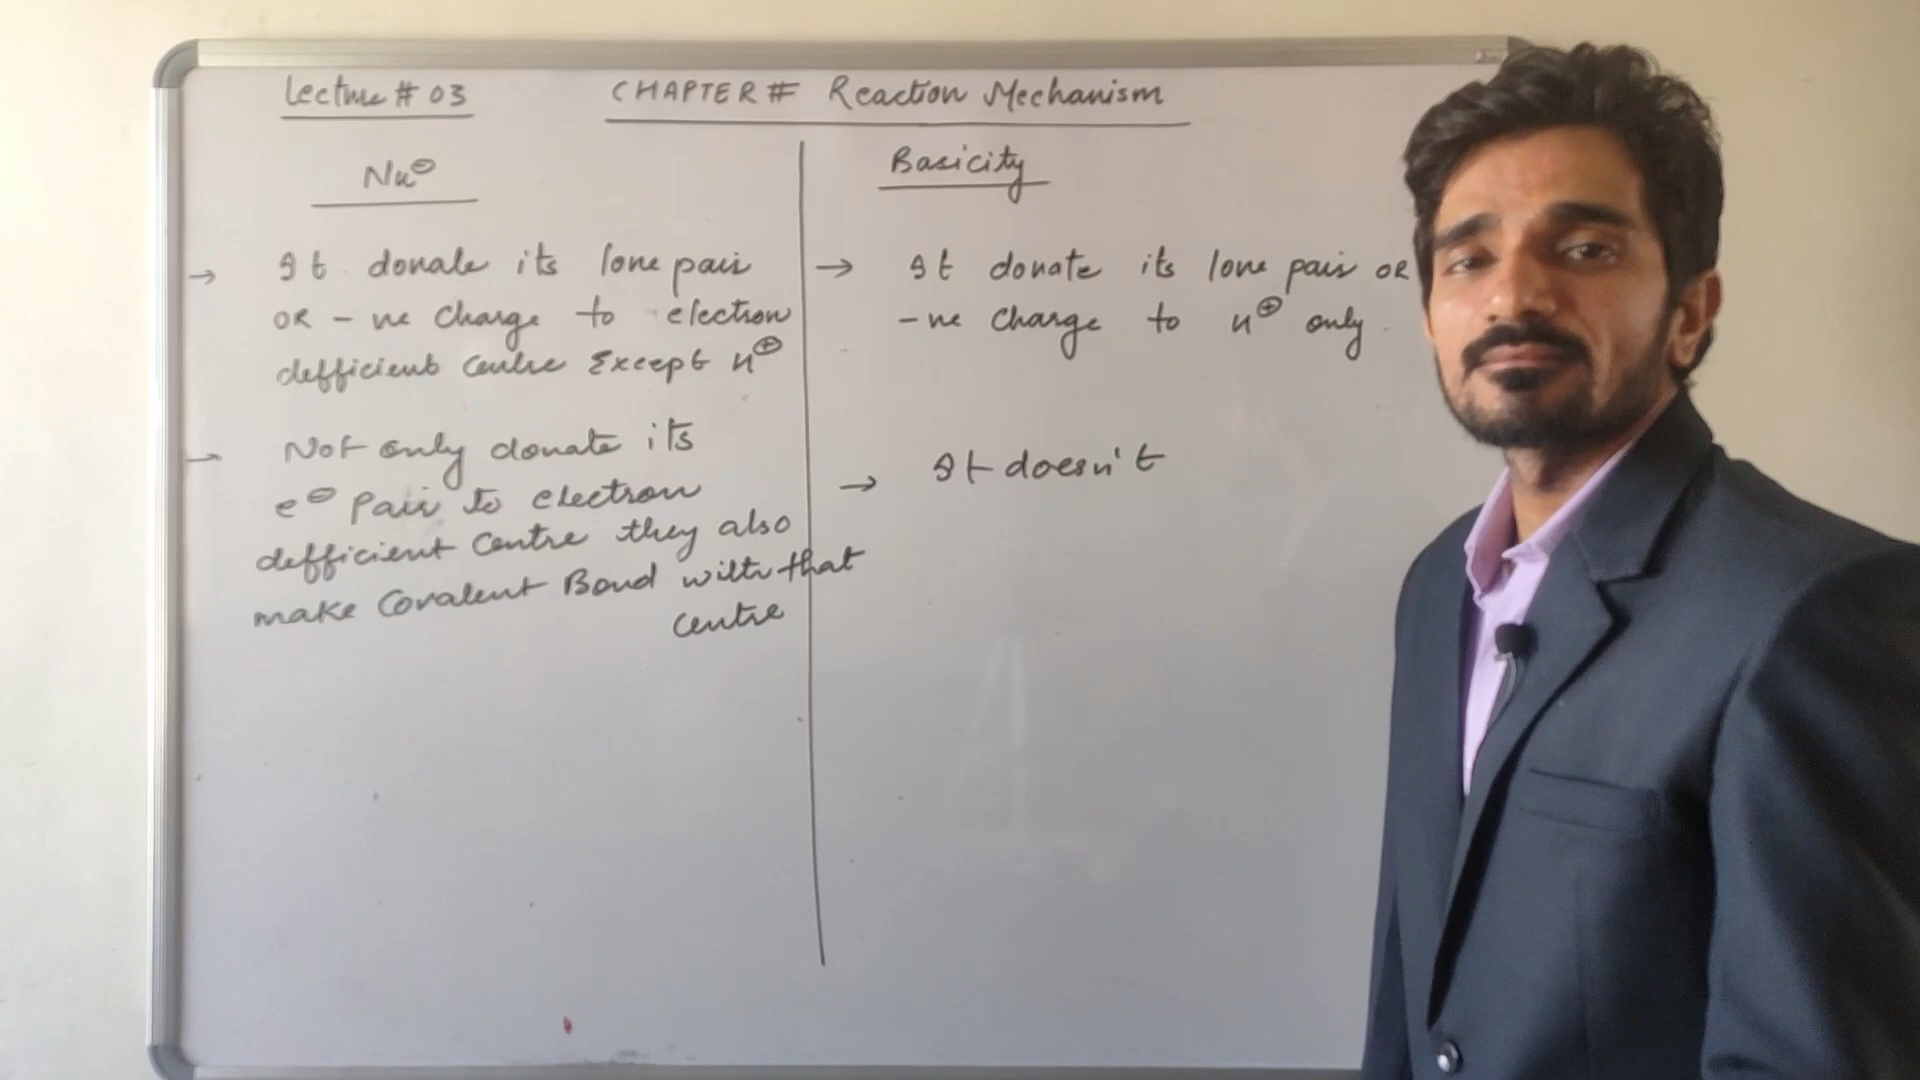 Lecture # 03
CHAPTER # Reaction Mechanism
Nu⊖
→ It donate its lone pair
OR -ve charge to electron
defficient centre Except H⊕
→ Not only donate its
e⊖ Pair to electron
defficient centre they also
make Covalent Bond with that
centre
Basicity
→ It donate its lone pair OR
-ve charge to H⊕ only
→ It doesn't